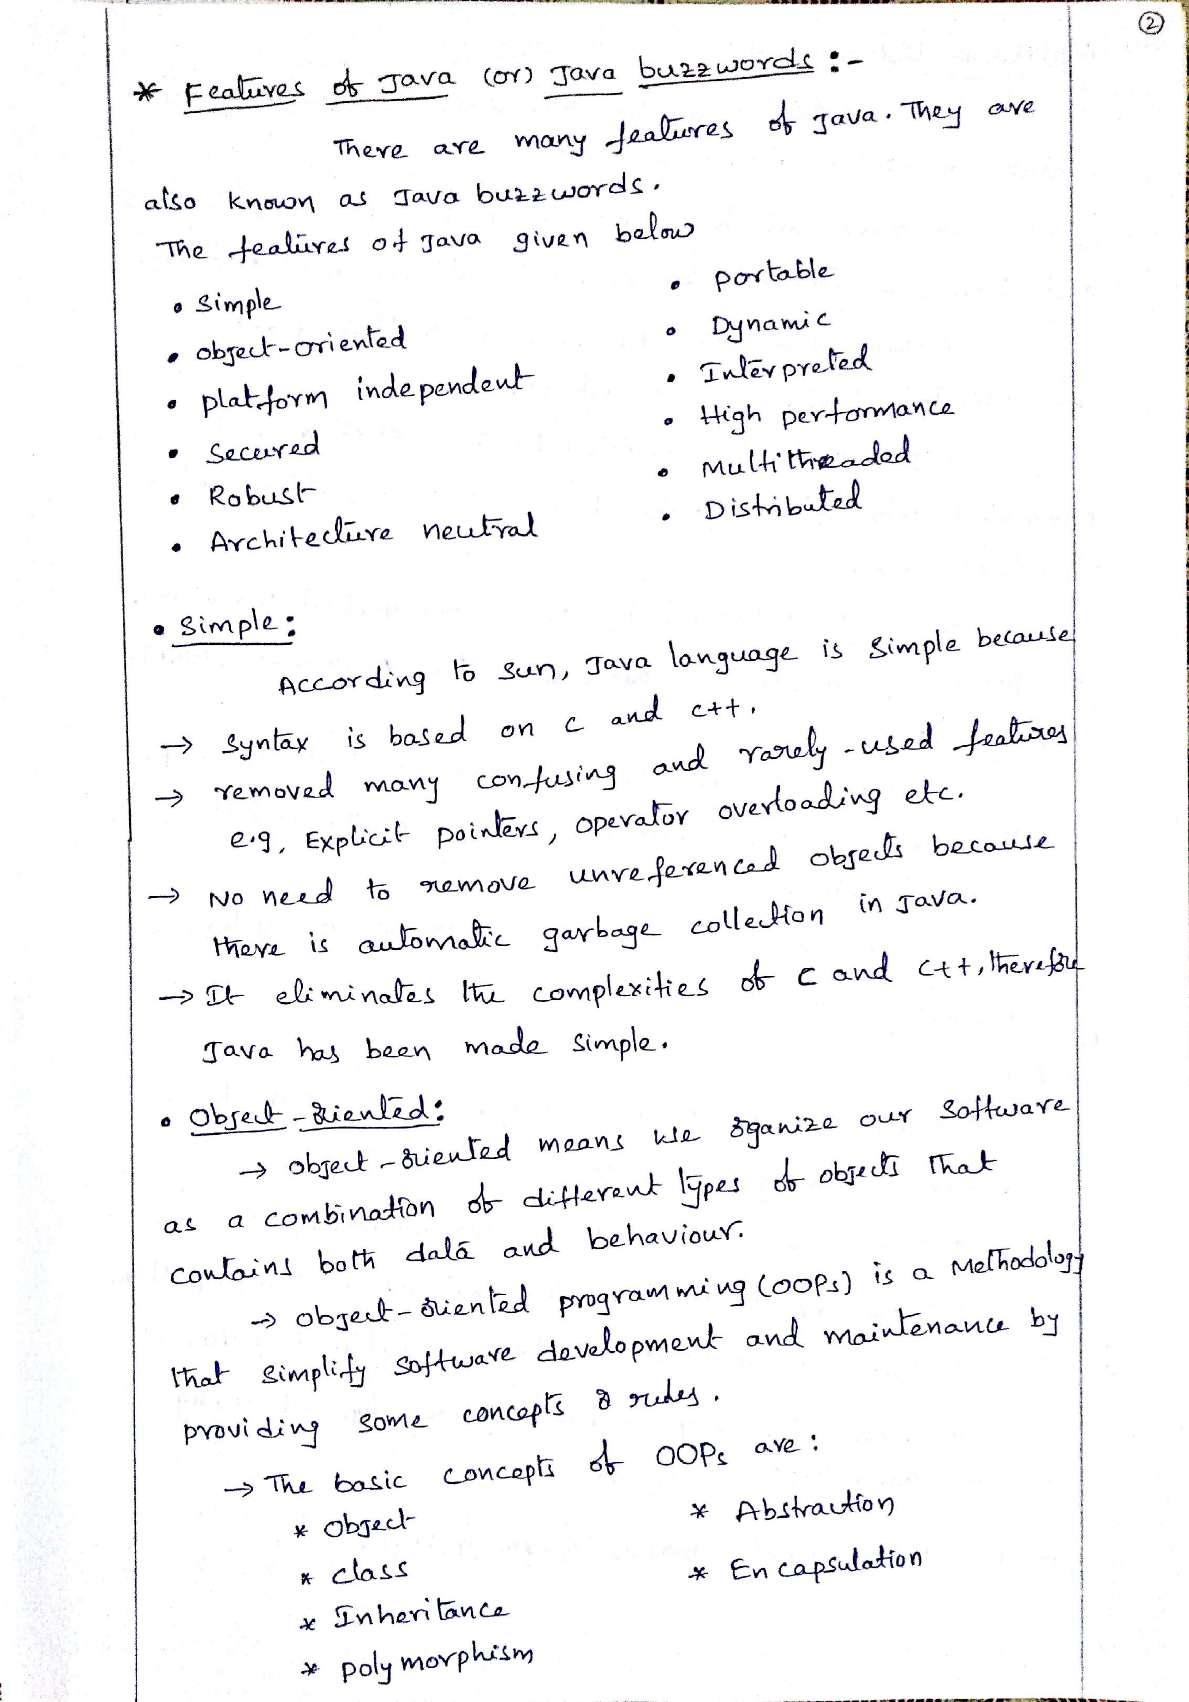 2
* Features of Java (or) Java buzzwords :-
There are many features of Java. They are
also known as Java buzzwords.
The features of Java given below
• Simple
• object-oriented
• platform independent
• Secured
• Robust
• Architecture neutral
• portable
• Dynamic
• Interpreted
• High performance
• Multithreaded
• Distributed
• Simple:
According to sun, Java language is simple because
→ syntax is based on c and c++.
→ removed many confusing and rarely-used features
e.g, Explicit pointers, operator overloading etc.
→ No need to remove unreferenced objects because
there is automatic garbage collection in Java.
→ It eliminates the complexities of c and c++, therefore
Java has been made simple.
• Object-oriented:
→ object-oriented means we organize our software
as a combination of different types of objects that
contains both data and behaviour.
→ object-oriented programming (OOPs) is a Methodology
that simplify software development and maintenance by
providing some concepts & rules.
→ The basic concepts of OOPs are :
* Object
* class
* Inheritance
* polymorphism
* Abstraction
* Encapsulation